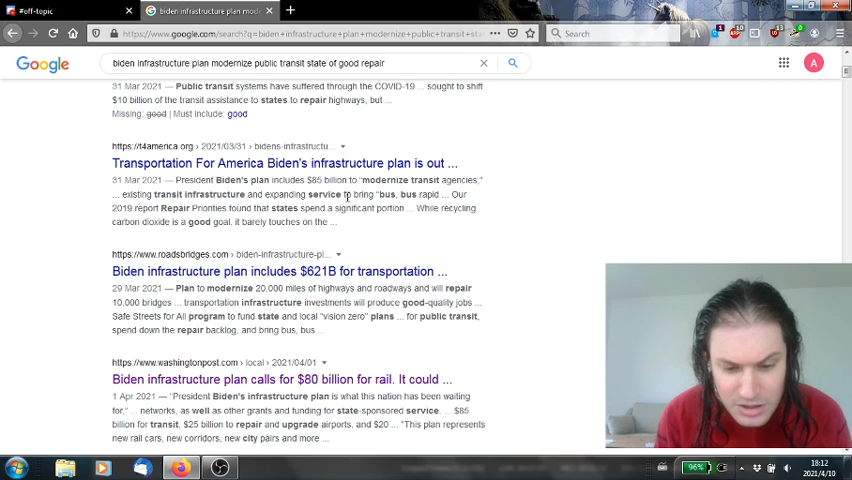 #off-topic
biden infrastructure plan mode
https://www.google.com/search?q=biden+infrastructure+plan+modernize+public+transit+sta
Search
Google
biden infrastructure plan modernize public transit state of good repair
A
31 Mar 2021 — Public transit systems have suffered through the COVID-19 ... sought to shift
$10 billion of the transit assistance to states to repair highways, but ...
Missing: good | Must include: good
https://t4america.org › 2021/03/31 › bidens-infrastructu...
Transportation For America Biden's infrastructure plan is out ...
31 Mar 2021 — President Biden's plan includes $85 billion to “modernize transit agencies,”
... existing transit infrastructure and expanding service to bring “bus, bus rapid ... Our
2019 report Repair Priorities found that states spend a significant portion ... While recycling
carbon dioxide is a good goal, it barely touches on the ...
https://www.roadsbridges.com › biden-infrastructure-pl...
Biden infrastructure plan includes $621B for transportation ...
29 Mar 2021 — Plan to modernize 20,000 miles of highways and roadways and will repair
10,000 bridges ... transportation infrastructure investments will produce good-quality jobs ...
Safe Streets for All program to fund state and local "vision zero" plans ... for public transit,
spend down the repair backlog, and bring bus, bus ...
https://www.washingtonpost.com › local › 2021/04/01
Biden infrastructure plan calls for $80 billion for rail. It could ...
1 Apr 2021 — “President Biden's infrastructure plan is what this nation has been waiting
for,” ... networks, as well as other grants and funding for state-sponsored service. ... $85
billion for transit, $25 billion to repair and upgrade airports, and $20 ... “This plan represents
new rail cars, new corridors, new city pairs and more ...
96%
18:12
2021/4/10